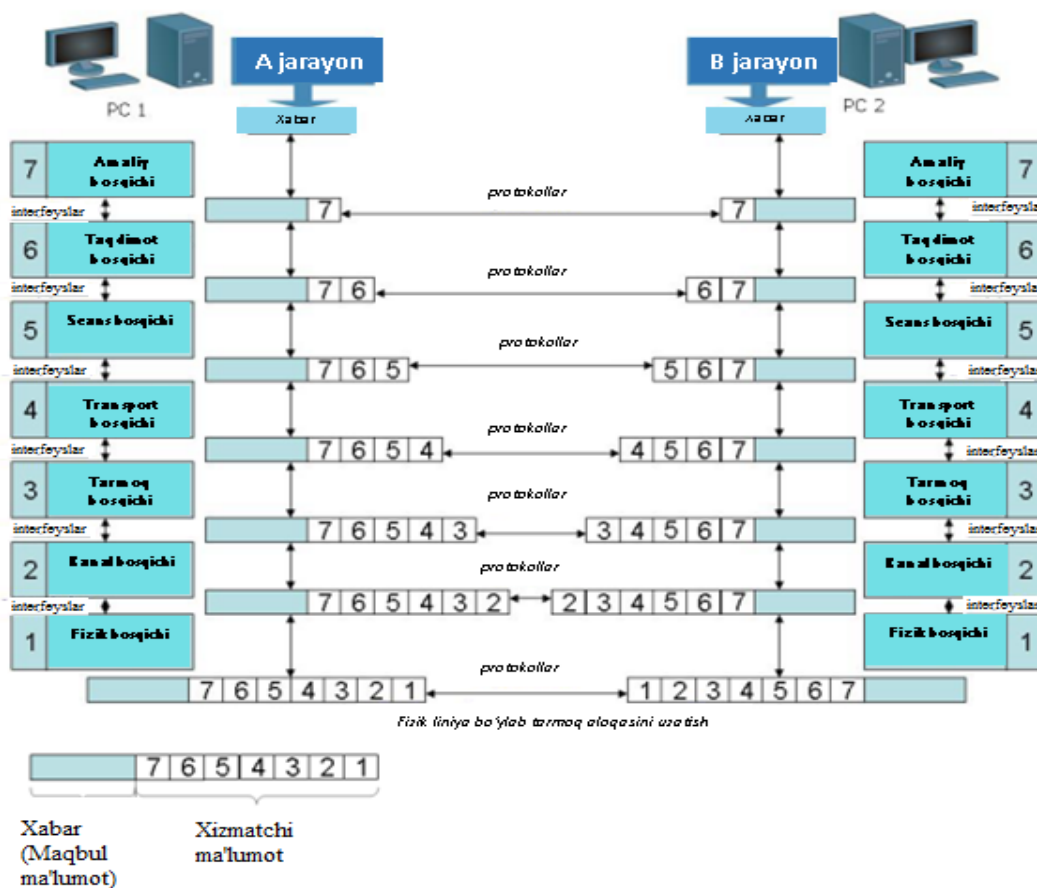 A jarayon
B jarayon
PC 1
PC 2
Xabar
Xabar
7 Amaliy
bosqichi
interfeyslar
6 Taqdimot
bosqichi
interfeyslar
5 Seans bosqichi
interfeyslar
4 Transport
bosqichi
interfeyslar
3 Tarmoq
bosqichi
interfeyslar
2 Kanal bosqichi
interfeyslar
1 Fizik bosqichi
protokollar
7 7
protokollar
7 6 6 7
protokollar
7 6 5 5 6 7
protokollar
7 6 5 4 4 5 6 7
protokollar
7 6 5 4 3 3 4 5 6 7
protokollar
7 6 5 4 3 2 2 3 4 5 6 7
protokollar
7 6 5 4 3 2 1 1 2 3 4 5 6 7
Fizik liniya bo'ylab tarmoq aloqasini uzatish
Amaliy 7
bosqichi
interfeyslar
Taqdimot 6
bosqichi
interfeyslar
Seans bosqichi 5
interfeyslar
Transport 4
bosqichi
interfeyslar
Tarmoq 3
bosqichi
interfeyslar
Kanal bosqichi 2
interfeyslar
Fizik bosqichi 1
7 6 5 4 3 2 1
Xabar
(Maqbul
ma'lumot)
Xizmatchi
ma'lumot